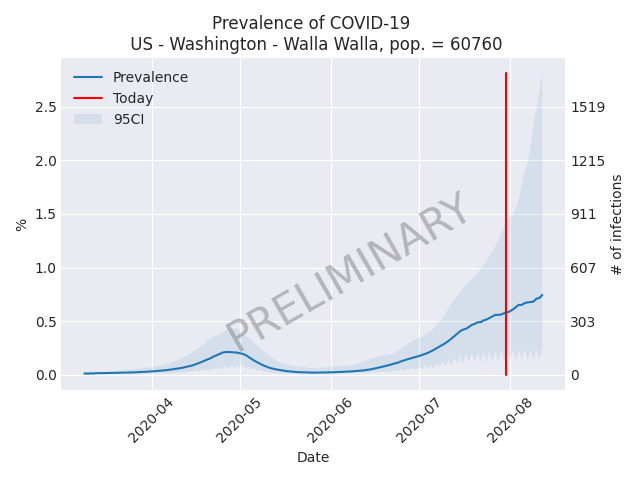 Prevalence of COVID-19
US - Washington - Walla Walla, pop. = 60760
Prevalence
Today
95CI
PRELIMINARY
%
2.5
2.0
1.5
1.0
0.5
0.0
1519
1215
911
607
303
0
# of infections
2020-04
2020-05
2020-06
2020-07
2020-08
Date